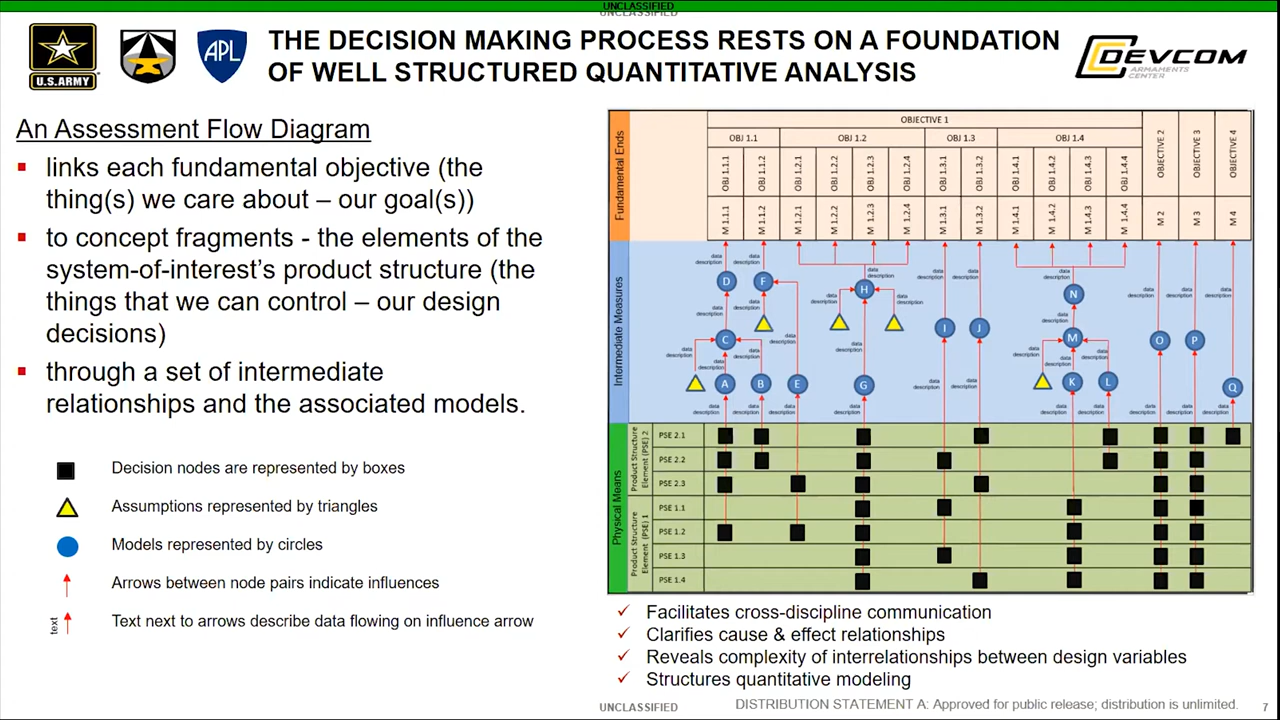 UNCLASSIFIED
UNCLASSIFIED
U.S.ARMY
APL
THE DECISION MAKING PROCESS RESTS ON A FOUNDATION
OF WELL STRUCTURED QUANTITATIVE ANALYSIS
DEVCOM
ARMAMENTS
CENTER
An Assessment Flow Diagram
links each fundamental objective (the
thing(s) we care about – our goal(s))
to concept fragments - the elements of the
system-of-interest's product structure (the
things that we can control – our design
decisions)
through a set of intermediate
relationships and the associated models.
Decision nodes are represented by boxes
Assumptions represented by triangles
Models represented by circles
Arrows between node pairs indicate influences
text
Text next to arrows describe data flowing on influence arrow
Fundamental Ends
OBJECTIVE 1
OBJ 1.1 OBJ 1.2 OBJ 1.3 OBJ 1.4
OBJ 1.1.1 OBJ 1.1.2 OBJ 1.2.1 OBJ 1.2.2 OBJ 1.2.3 OBJ 1.2.4 OBJ 1.3.1 OBJ 1.3.2 OBJ 1.4.1 OBJ 1.4.2 OBJ 1.4.3 OBJ 1.4.4 OBJECTIVE 2 OBJECTIVE 3 OBJECTIVE 4
M 1.1.1 M 1.1.2 M 1.2.1 M 1.2.2 M 1.2.3 M 1.2.4 M 1.3.1 M 1.3.2 M 1.4.1 M 1.4.2 M 1.4.3 M 1.4.4 M 2 M 3 M 4
Intermediate Measures
data description
D F H N
I J M O P
C
A B E G K L Q
Physical Means
Product Structure Element (PSE) 2
PSE 2.1
PSE 2.2
PSE 2.3
Product Structure Element (PSE) 1
PSE 1.1
PSE 1.2
PSE 1.3
PSE 1.4
Facilitates cross-discipline communication
Clarifies cause & effect relationships
Reveals complexity of interrelationships between design variables
Structures quantitative modeling
UNCLASSIFIED
DISTRIBUTION STATEMENT A: Approved for public release; distribution is unlimited.
7